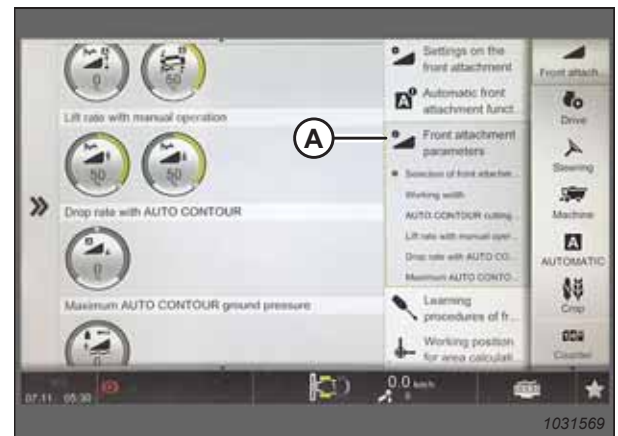 0
50
Lift rate with manual operation
50
50
Drop rate with AUTO CONTOUR
0
Maximum AUTO CONTOUR ground pressure
Settings on the
front attachment
Automatic front
attachment funct...
A
Front attachment
parameters
Selection of front attachm...
Working width
AUTO CONTOUR cutting...
Lift rate with manual oper...
Drop rate with AUTO CO...
Maximum AUTO CONTO...
Learning
procedures of fr...
Working position
for area calculati...
Front attach...
Drive
Steering
Machine
A
AUTOMATIC
Crop
Counter
07.11 05:30
0.0 km/h
0
1031569